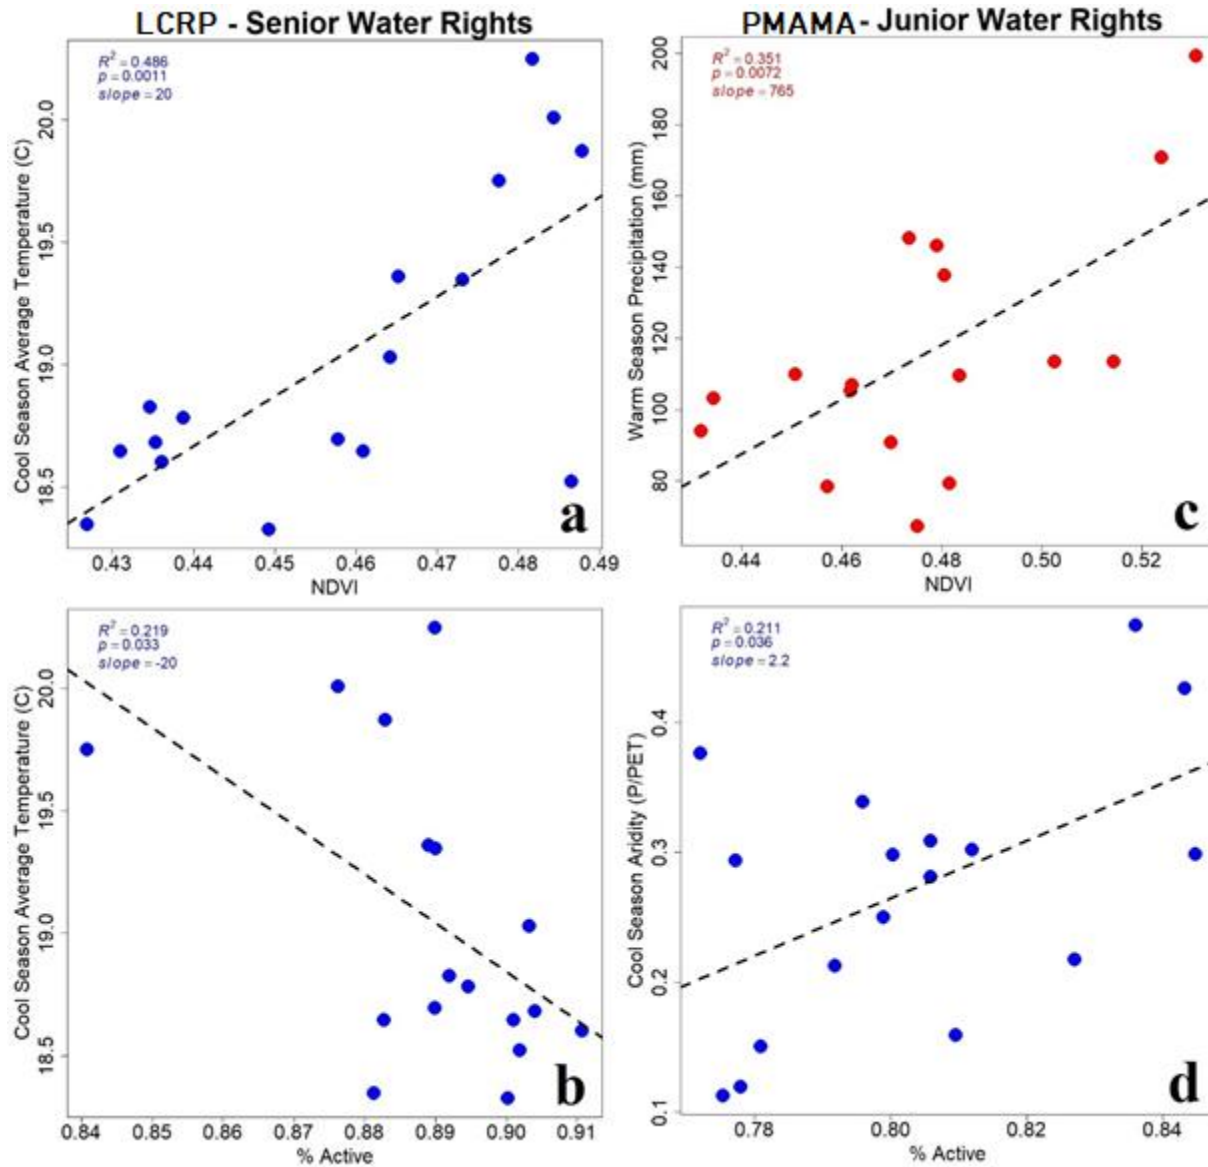 LCRP - Senior Water Rights
R² = 0.486
p = 0.0011
slope = 20
Cool Season Average Temperature (C)
20.0
19.5
19.0
18.5
a
0.43 0.44 0.45 0.46 0.47 0.48 0.49
NDVI
PMAMA - Junior Water Rights
R² = 0.351
p = 0.0072
slope = 765
Warm Season Precipitation (mm)
200
180
160
140
120
100
80
c
0.44 0.46 0.48 0.50 0.52
NDVI
R² = 0.219
p = 0.033
slope = -20
Cool Season Average Temperature (C)
20.0
19.5
19.0
18.5
b
0.84 0.85 0.86 0.87 0.88 0.89 0.90 0.91
% Active
R² = 0.211
p = 0.036
slope = 2.2
Cool Season Aridity (P/PET)
0.4
0.3
0.2
0.1
d
0.78 0.80 0.82 0.84
% Active